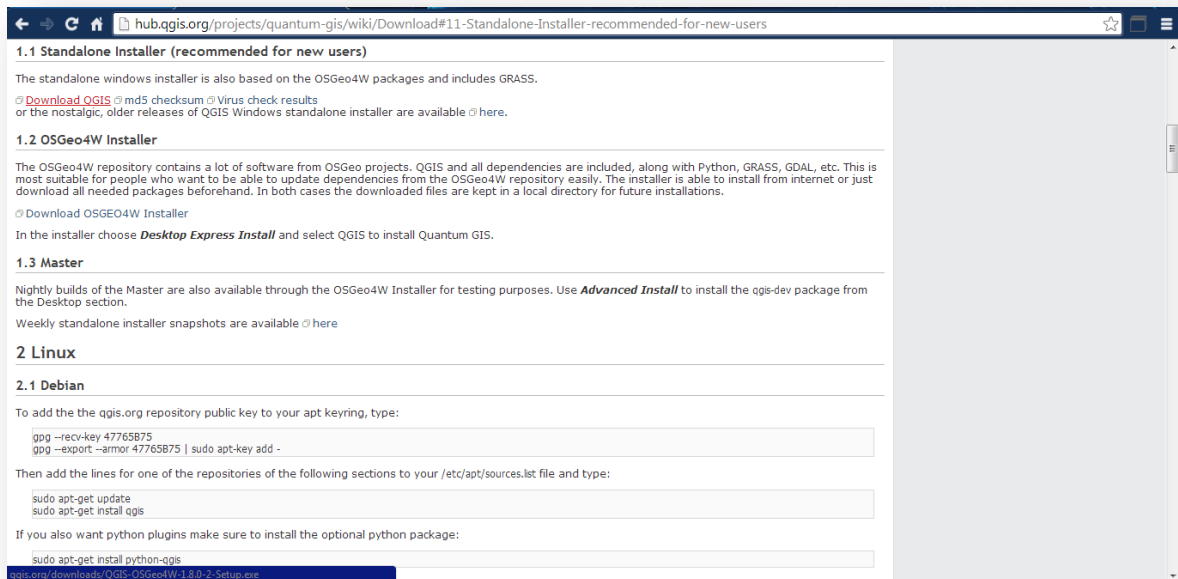 hub.qgis.org/projects/quantum-gis/wiki/Download#11-Standalone-Installer-recommended-for-new-users
1.1 Standalone Installer (recommended for new users)
The standalone windows installer is also based on the OSGeo4W packages and includes GRASS.
Download QGIS md5 checksum Virus check results
or the nostalgic, older releases of QGIS Windows standalone installer are available here.
1.2 OSGeo4W Installer
The OSGeo4W repository contains a lot of software from OSGeo projects. QGIS and all dependencies are included, along with Python, GRASS, GDAL, etc. This is
most suitable for people who want to be able to update dependencies from the OSGeo4W repository easily. The installer is able to install from internet or just
download all needed packages beforehand. In both cases the downloaded files are kept in a local directory for future installations.
Download OSGEO4W Installer
In the installer choose Desktop Express Install and select QGIS to install Quantum GIS.
1.3 Master
Nightly builds of the Master are also available through the OSGeo4W Installer for testing purposes. Use Advanced Install to install the qgis-dev package from
the Desktop section.
Weekly standalone installer snapshots are available here
2 Linux
2.1 Debian
To add the the qgis.org repository public key to your apt keyring, type:
gpg --recv-key 47765B75
gpg --export --armor 47765B75 | sudo apt-key add -
Then add the lines for one of the repositories of the following sections to your /etc/apt/sources.list file and type:
sudo apt-get update
sudo apt-get install qgis
If you also want python plugins make sure to install the optional python package:
sudo apt-get install python-qgis
qgis.org/downloads/QGIS-OSGeo4W-1.8.0-2-Setup.exe